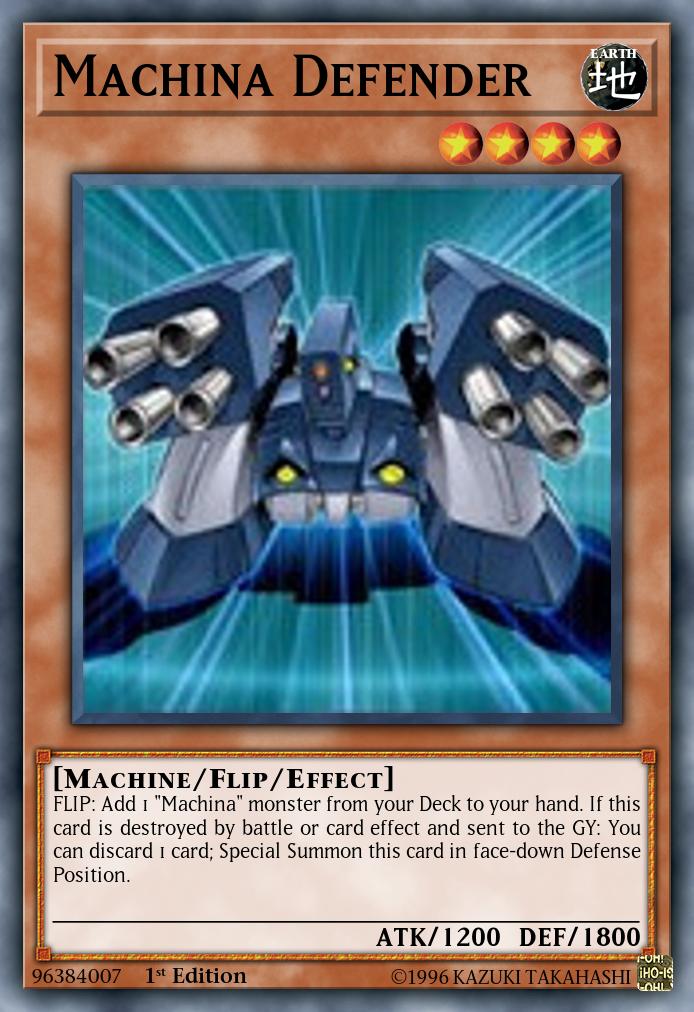 MACHINA DEFENDER
EARTH
地
[MACHINE/FLIP/EFFECT]
FLIP: Add 1 "Machina" monster from your Deck to your hand. If this
card is destroyed by battle or card effect and sent to the GY: You
can discard 1 card; Special Summon this card in face-down Defense
Position.
ATK/1200 DEF/1800
96384007 1st Edition ©1996 KAZUKI TAKAHASHI